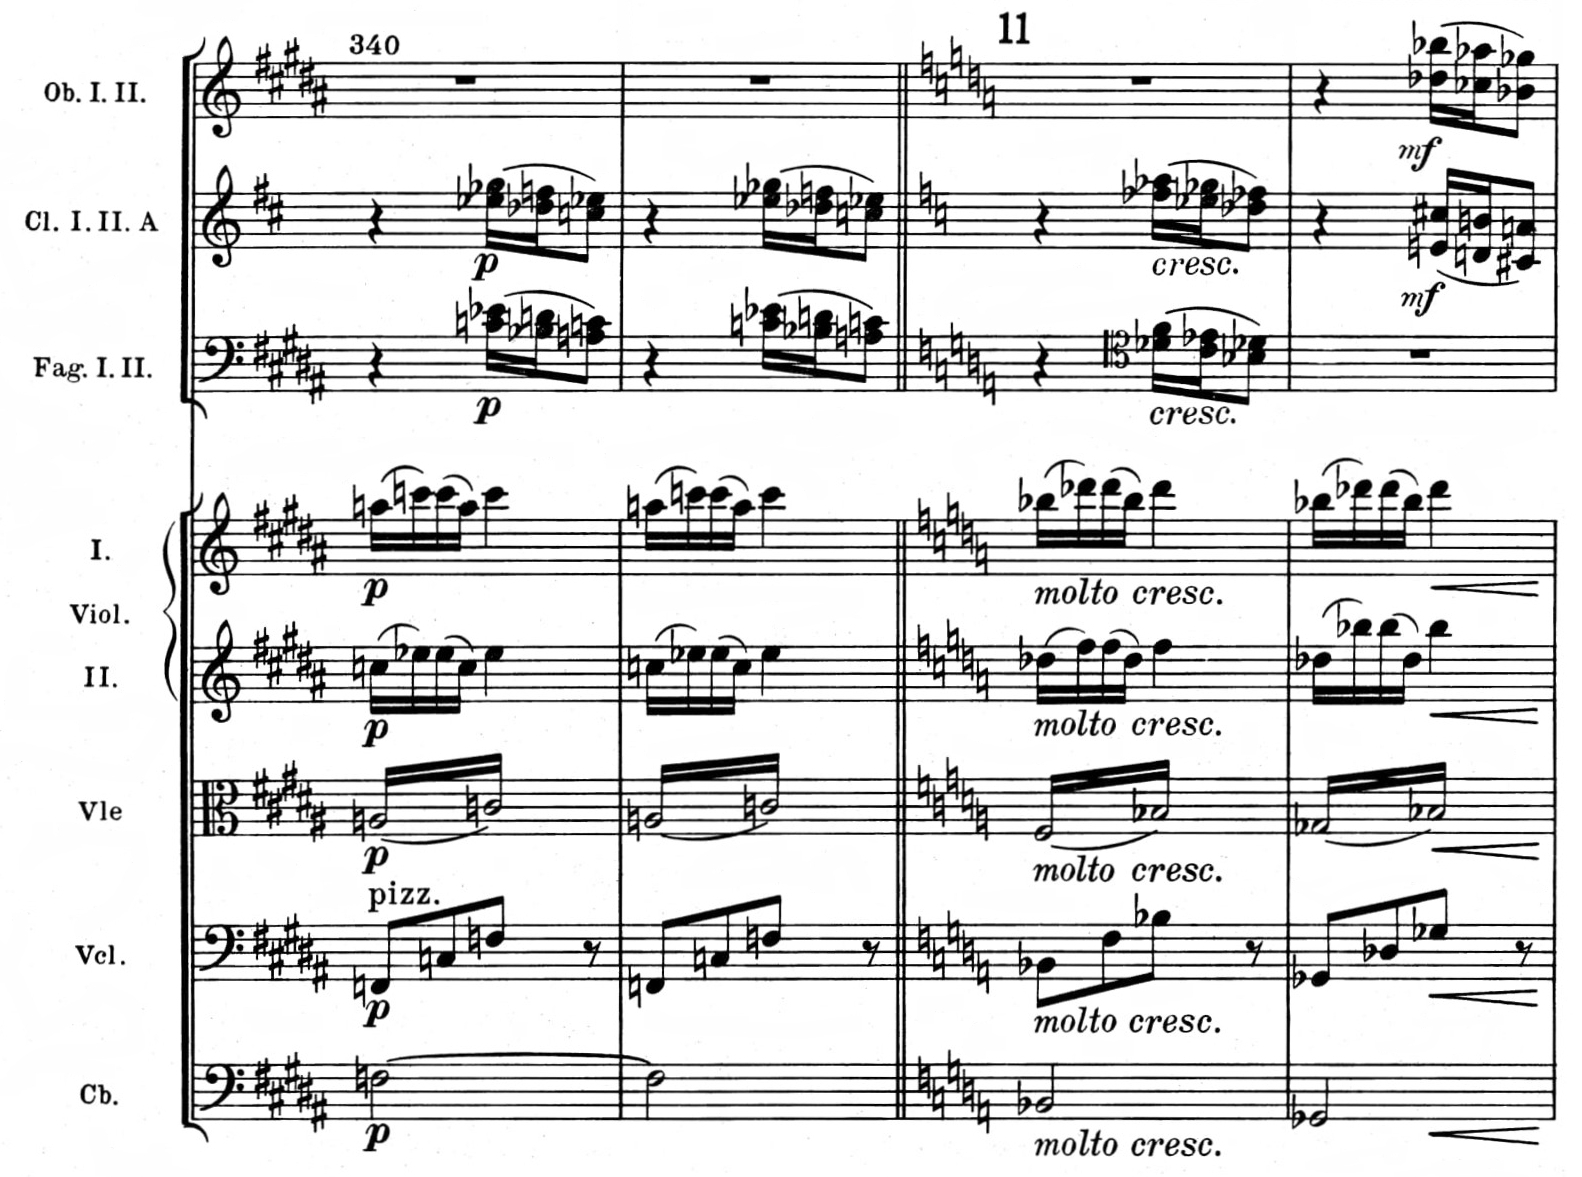 11
340
Ob. I. II.
mf
Cl. I. II. A
p
cresc.
mf
Fag. I. II.
p
cresc.
I.
p
molto cresc.
Viol.
II.
p
molto cresc.
Vle
p
molto cresc.
pizz.
Vcl.
p
molto cresc.
Cb.
p
molto cresc.